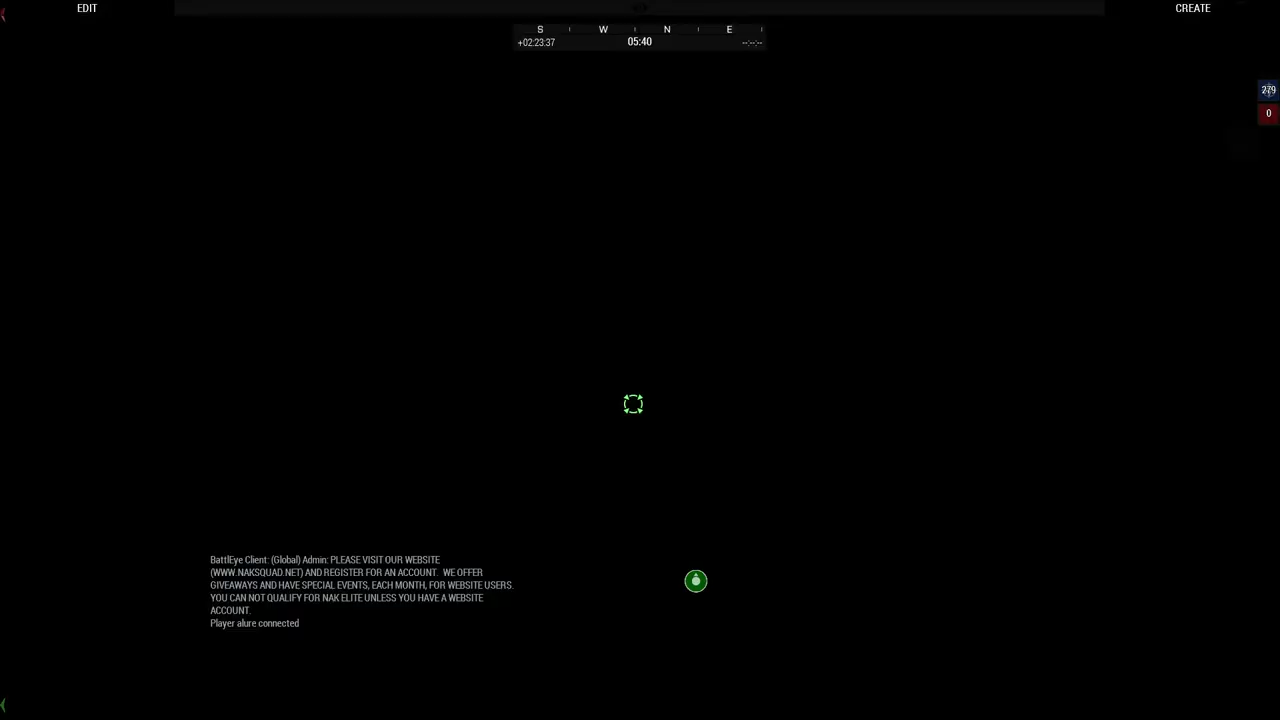 EDIT
CREATE
S W N E
+02:23:37 05:40 --:--:--
279
0
BattlEye Client: (Global) Admin: PLEASE VISIT OUR WEBSITE
(WWW.NAKSQUAD.NET) AND REGISTER FOR AN ACCOUNT. WE OFFER
GIVEAWAYS AND HAVE SPECIAL EVENTS, EACH MONTH, FOR WEBSITE USERS.
YOU CAN NOT QUALIFY FOR NAK ELITE UNLESS YOU HAVE A WEBSITE
ACCOUNT.
Player alure connected